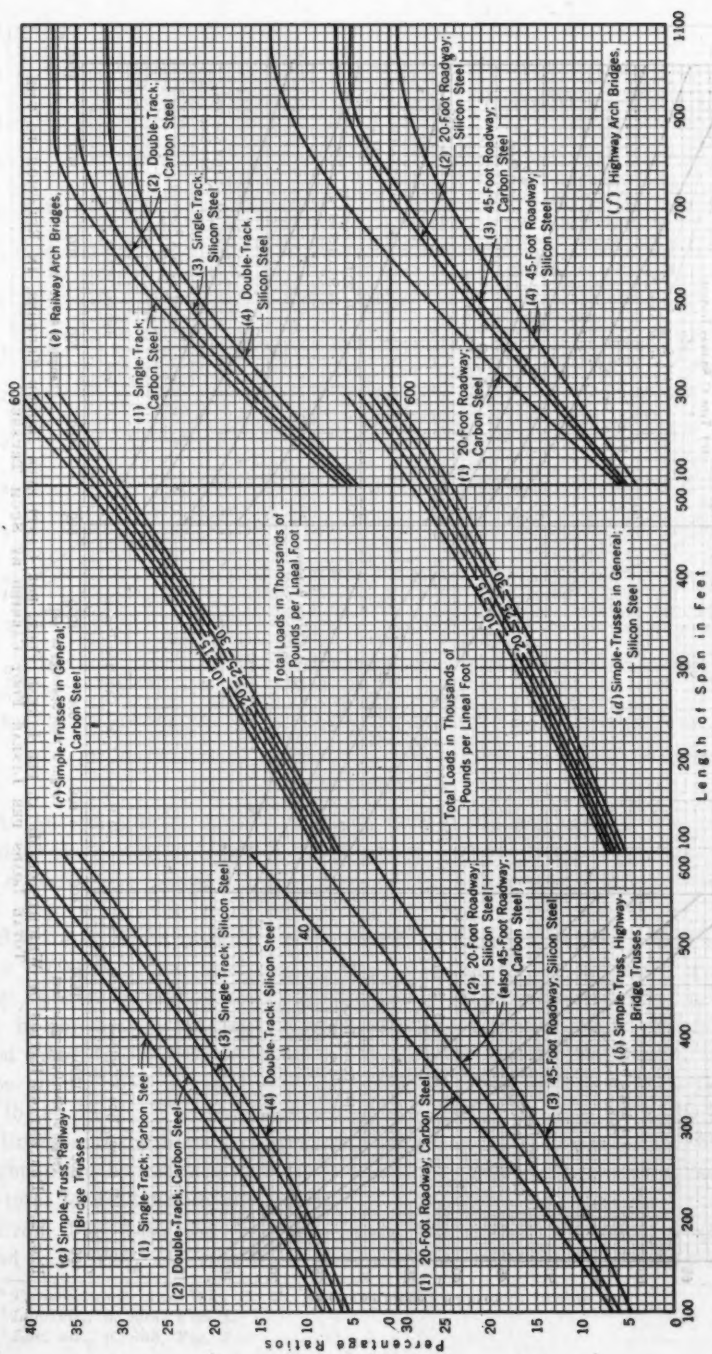 Percentage Ratios
40
35
30
25
20
15
10
5
0
30
25
20
15
10
5
0
(a) Simple-Truss, Railway-
Bridge Trusses
(1) Single-Track; Carbon Steel
(2) Double-Track; Carbon Steel
(3) Single-Track; Silicon Steel
(4) Double-Track; Silicon Steel
40
(1) 20-Foot Roadway; Carbon Steel
(2) 20-Foot Roadway;
Silicon Steel
(also 45-Foot Roadway;
Carbon Steel)
(3) 45-Foot Roadway; Silicon Steel
(b) Simple-Truss, Highway-
Bridge Trusses
(c) Simple-Trusses in General;
Carbon Steel
10
15
20
25
30
Total Loads in Thousands of
Pounds per Lineal Foot
600
Total Loads in Thousands of
Pounds per Lineal Foot
10
15
20
25
30
600
(d) Simple-Trusses in General;
Silicon Steel
(e) Railway Arch Bridges,
(1) Single-Track;
Carbon Steel
(2) Double-Track;
Carbon Steel
(3) Single-Track;
Silicon Steel
(4) Double-Track,
Silicon Steel
(1) 20-Foot Roadway;
Carbon Steel
(2) 20-Foot Roadway;
Silicon Steel
(3) 45-Foot Roadway;
Carbon Steel
(4) 45-Foot Roadway;
Silicon Steel
(f) Highway Arch Bridges,
100 200 300 400 500 600 100 200 300 400 500 100 300 500 700 900 1100
Length of Span in Feet